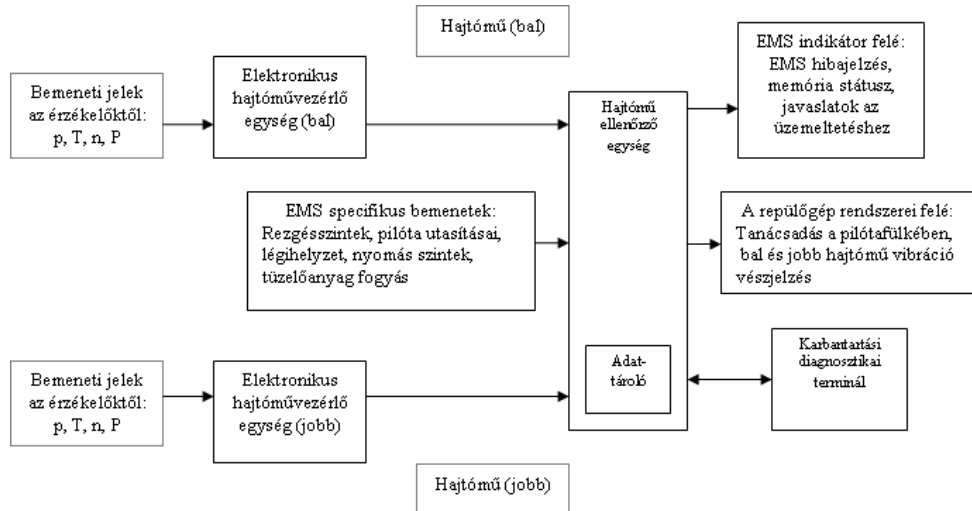 Hajtómű (bal)
EMS indikátor felé:
EMS hibajelzés,
memória státusz,
javaslatok az
üzemeltetéshez
Bemeneti jelek
az érzékelőktől:
p, T, n, P
Elektronikus
hajtóművezérlő
egység (bal)
Hajtómű
ellenőrző
egység
EMS specifikus bemenetek:
Rezgésszintek, pilóta utasításai,
légihelyzet, nyomás szintek,
tüzelőanyag fogyás
A repülőgép rendszerei felé:
Tanácsadás a pilótafülkében,
bal és jobb hajtómű vibráció
vészjelzés
Bemeneti jelek
az érzékelőktől:
p, T, n, P
Elektronikus
hajtóművezérlő
egység (jobb)
Adat-
tároló
Karbantartási
diagnosztikai
terminál
Hajtómű (jobb)